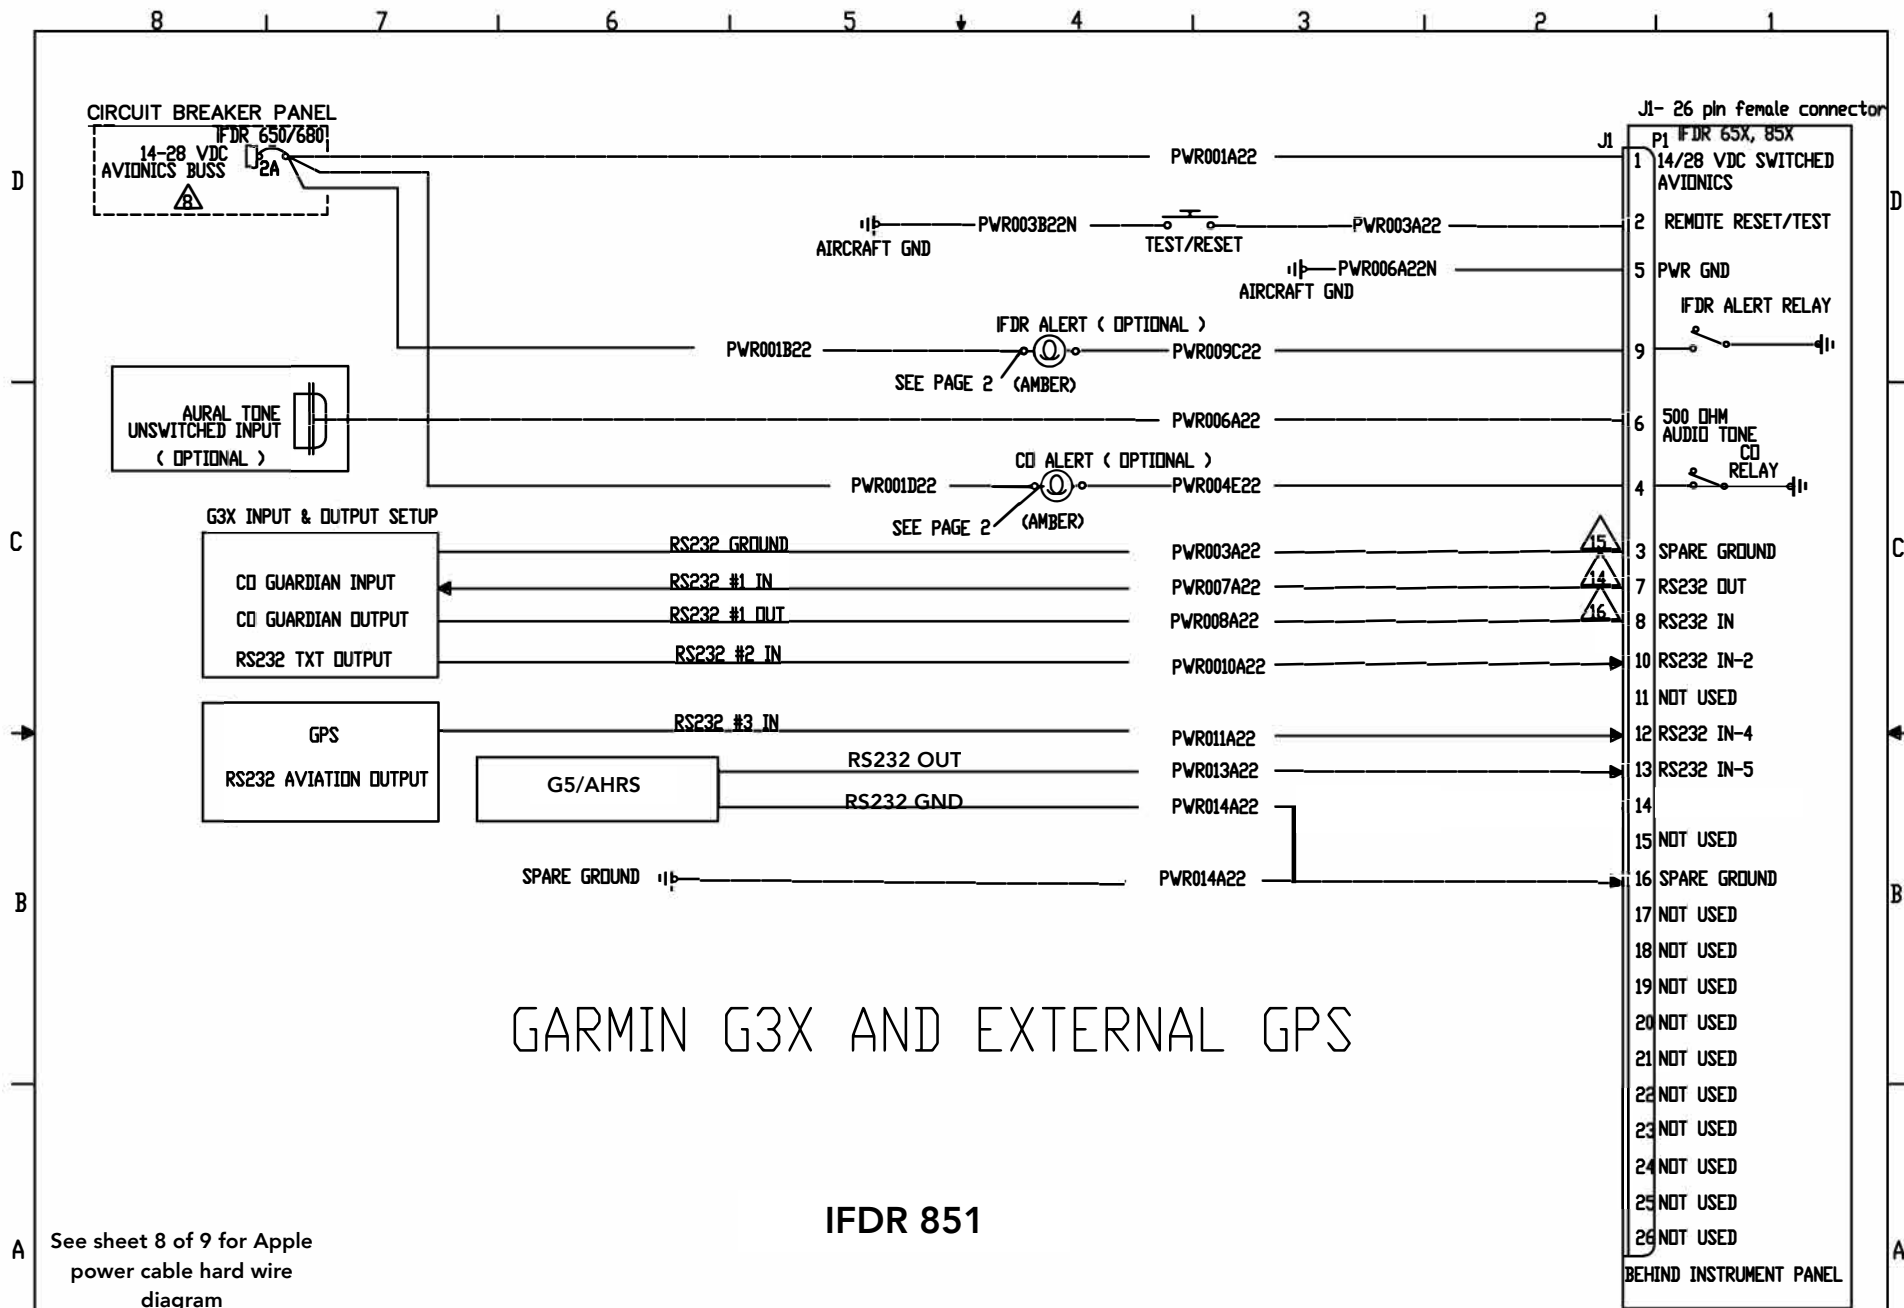 8 7 6 5 4 3 2 1
D
D
C
C
B
B
A
A
CIRCUIT BREAKER PANEL
IFDR 650/680
14-28 VDC
AVIONICS BUSS
2A
8
PWR001A22
AIRCRAFT GND
PWR003B22N
TEST/RESET
PWR003A22
AIRCRAFT GND
PWR006A22N
IFDR ALERT ( OPTIONAL )
PWR001B22
PWR009C22
SEE PAGE 2
(AMBER)
AURAL TONE
UNSWITCHED INPUT
( OPTIONAL )
PWR006A22
CO ALERT ( OPTIONAL )
PWR001D22
PWR004E22
SEE PAGE 2
(AMBER)
G3X INPUT & OUTPUT SETUP
CO GUARDIAN INPUT
CO GUARDIAN OUTPUT
RS232 TXT OUTPUT
RS232 GROUND
PWR003A22
15
RS232 #1 IN
PWR007A22
14
RS232 #1 OUT
PWR008A22
16
RS232 #2 IN
PWR0010A22
GPS
RS232 AVIATION OUTPUT
RS232 #3 IN
PWR011A22
G5/AHRS
RS232 OUT
PWR013A22
RS232 GND
PWR014A22
SPARE GROUND
PWR014A22
J1- 26 pin female connector
J1
P1
IFDR 65X, 85X
1 14/28 VDC SWITCHED
AVIONICS
2 REMOTE RESET/TEST
5 PWR GND
IFDR ALERT RELAY
9
6 500 OHM
AUDIO TONE
CO
RELAY
4
3 SPARE GROUND
7 RS232 OUT
8 RS232 IN
10 RS232 IN-2
11 NOT USED
12 RS232 IN-4
13 RS232 IN-5
14
15 NOT USED
16 SPARE GROUND
17 NOT USED
18 NOT USED
19 NOT USED
20 NOT USED
21 NOT USED
22 NOT USED
23 NOT USED
24 NOT USED
25 NOT USED
26 NOT USED
BEHIND INSTRUMENT PANEL
GARMIN G3X AND EXTERNAL GPS
IFDR 851
See sheet 8 of 9 for Apple
power cable hard wire
diagram